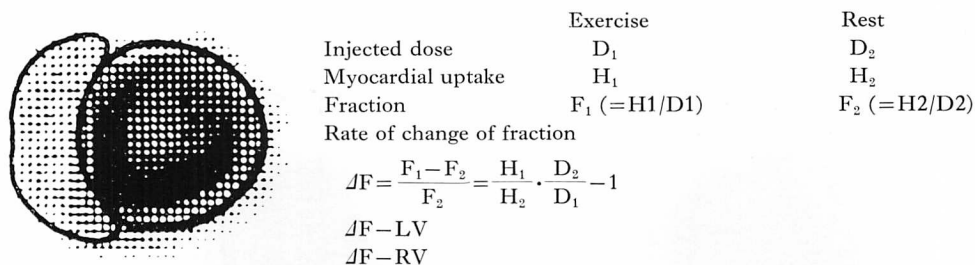 Exercise Rest
Injected dose D₁ D₂
Myocardial uptake H₁ H₂
Fraction F₁ (=H1/D1) F₂ (=H2/D2)
Rate of change of fraction
ΔF = (F₁−F₂)/F₂ = H₁/H₂ · D₂/D₁ − 1
ΔF−LV
ΔF−RV